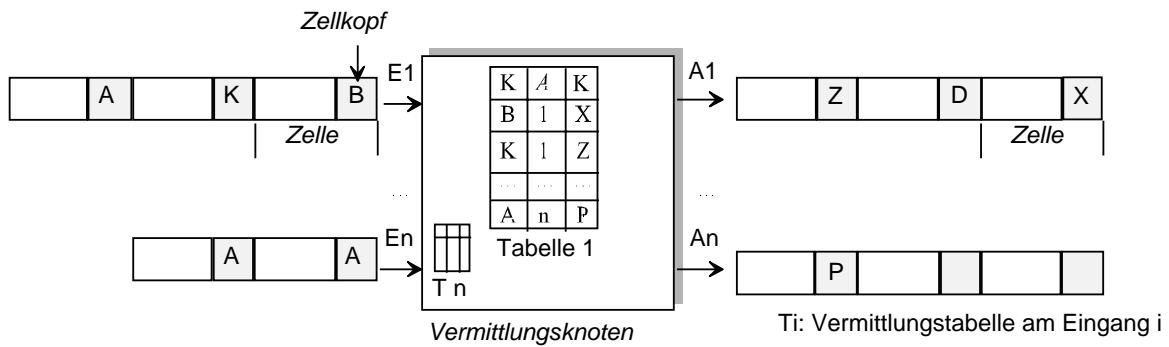 Zellkopf
A K B
E1
Zelle
K A K
B 1 X
K 1 Z
... ... ...
A n P
Tabelle 1
A1
Z D X
Zelle
...
...
A A
En
T n
An
P
Vermittlungsknoten
Ti: Vermittlungstabelle am Eingang i